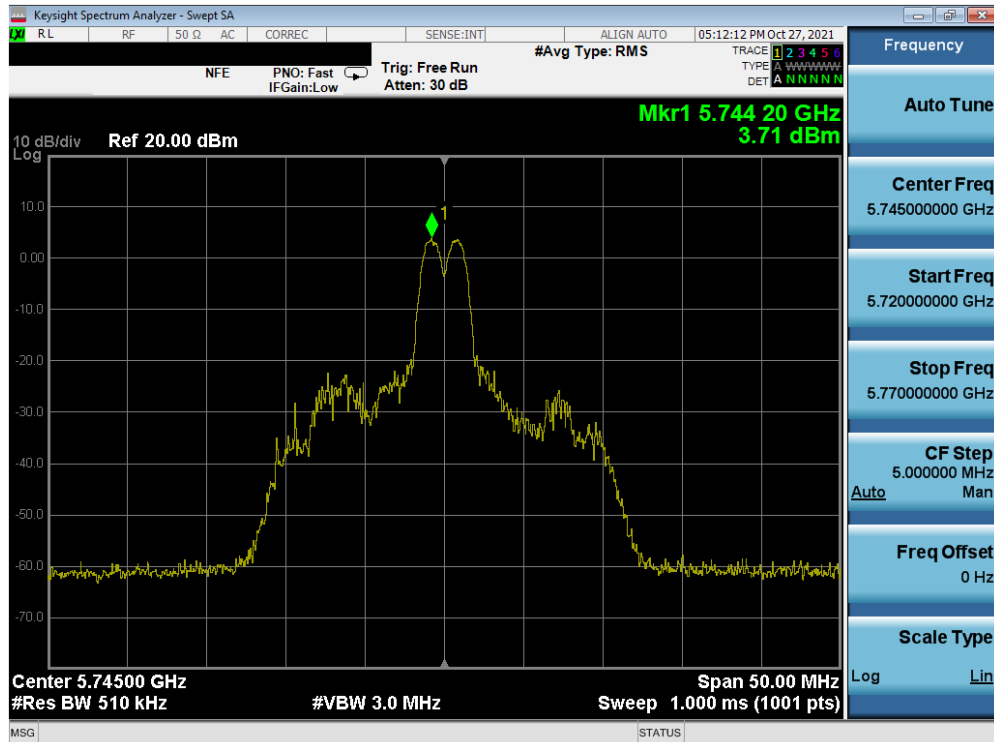 Keysight Spectrum Analyzer - Swept SA
LXI RL RF 50 Ω AC CORREC SENSE:INT ALIGN AUTO 05:12:12 PM Oct 27, 2021
#Avg Type: RMS TRACE 1 2 3 4 5 6
NFE PNO: Fast Trig: Free Run TYPE A WWWWW
IFGain:Low Atten: 30 dB DET A N N N N N
Mkr1 5.744 20 GHz
3.71 dBm
10 dB/div Ref 20.00 dBm
Log
1
10.0
0.00
-10.0
-20.0
-30.0
-40.0
-50.0
-60.0
-70.0
Center 5.74500 GHz Span 50.00 MHz
#Res BW 510 kHz #VBW 3.0 MHz Sweep 1.000 ms (1001 pts)
MSG STATUS
Frequency
Auto Tune
Center Freq
5.745000000 GHz
Start Freq
5.720000000 GHz
Stop Freq
5.770000000 GHz
CF Step
5.000000 MHz
Auto Man
Freq Offset
0 Hz
Scale Type
Log Lin